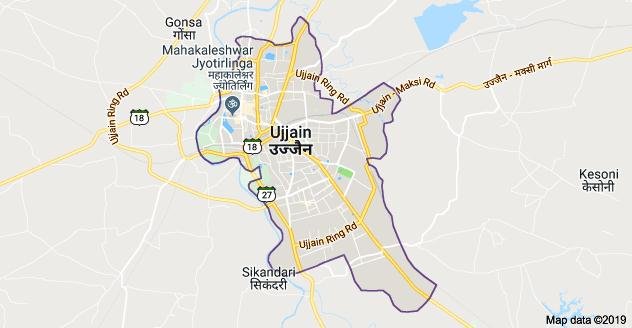 Gonsa
गोंसा
Mahakaleshwar
Jyotirlinga
महाकालेश्वर
ज्योतिर्लिंग
Ujjain Ring Rd
Ujjain - Maksi Rd
उज्जैन - मक्सी मार्ग
Ujjain Ring Rd
18
18
Ujjain
उज्जैन
Kesoni
केसोनी
27
Ujjain Ring Rd
Sikandari
सिकंदरी
Map data ©2019